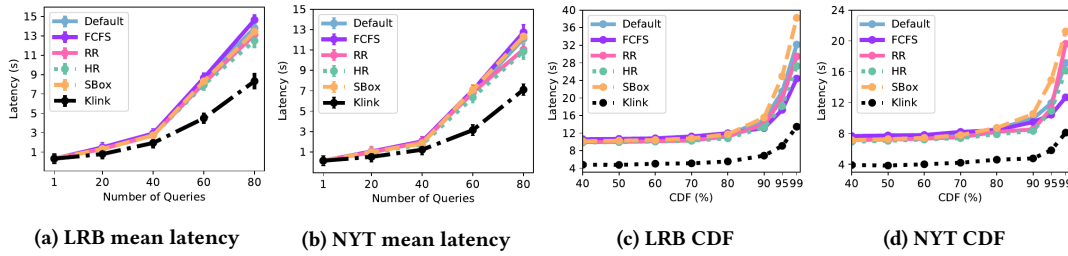 Latency (s)
15
13
11
9
7
5
3
1
Default
FCFS
RR
HR
SBox
Klink
1 20 40 60 80
Number of Queries
(a) LRB mean latency
Latency (s)
15
13
11
9
7
5
3
1
Default
FCFS
RR
HR
SBox
Klink
1 20 40 60 80
Number of Queries
(b) NYT mean latency
Latency (s)
40
36
32
28
24
20
16
12
8
4
0
Default
FCFS
RR
HR
SBox
Klink
40 50 60 70 80 90 95 99
CDF (%)
(c) LRB CDF
Latency (s)
24
20
16
12
8
4
Default
FCFS
RR
HR
SBox
Klink
40 50 60 70 80 90 95 99
CDF (%)
(d) NYT CDF